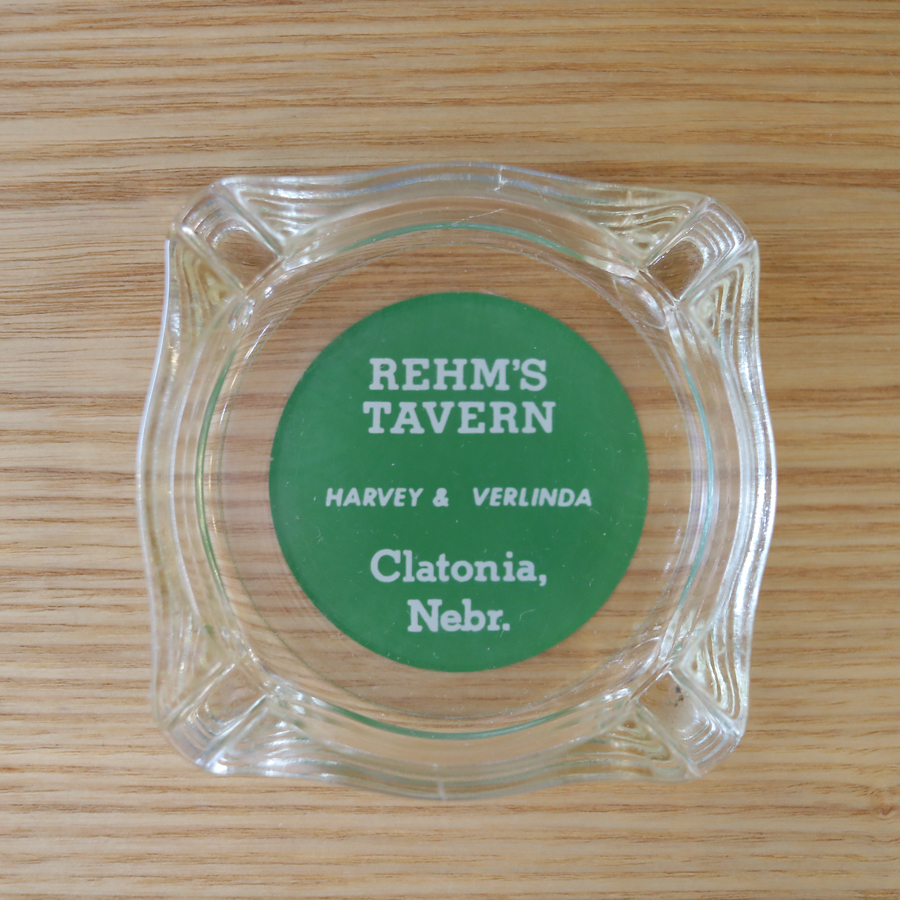 REHM'S
TAVERN
HARVEY & VERLINDA
Clatonia,
Nebr.